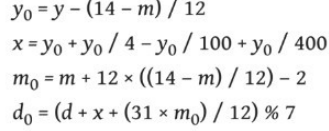 y₀ = y − (14 − m) / 12
x = y₀ + y₀ / 4 − y₀ / 100 + y₀ / 400
m₀ = m + 12 × ((14 − m) / 12) − 2
d₀ = (d + x + (31 × m₀) / 12) % 7